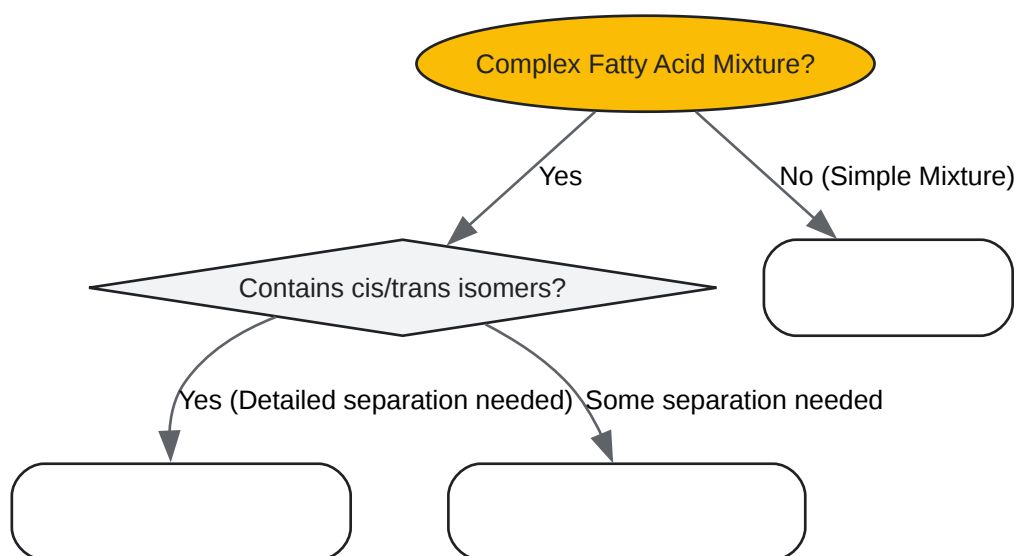 Complex Fatty Acid Mixture?
Yes
No (Simple Mixture)
Contains cis/trans isomers?
Yes (Detailed separation needed)
Some separation needed